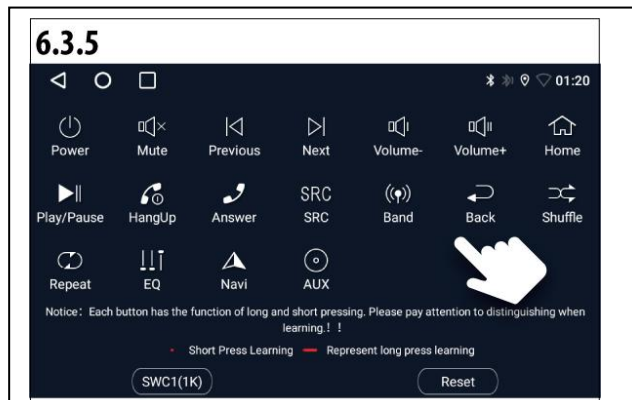 6.3.5
01:20
Power Mute Previous Next Volume- Volume+ Home
SRC
Play/Pause HangUp Answer SRC Band Back Shuffle
Repeat EQ Navi AUX
Notice: Each button has the function of long and short pressing. Please pay attention to distinguishing when
learning.! !
Short Press Learning Represent long press learning
SWC1(1K) Reset